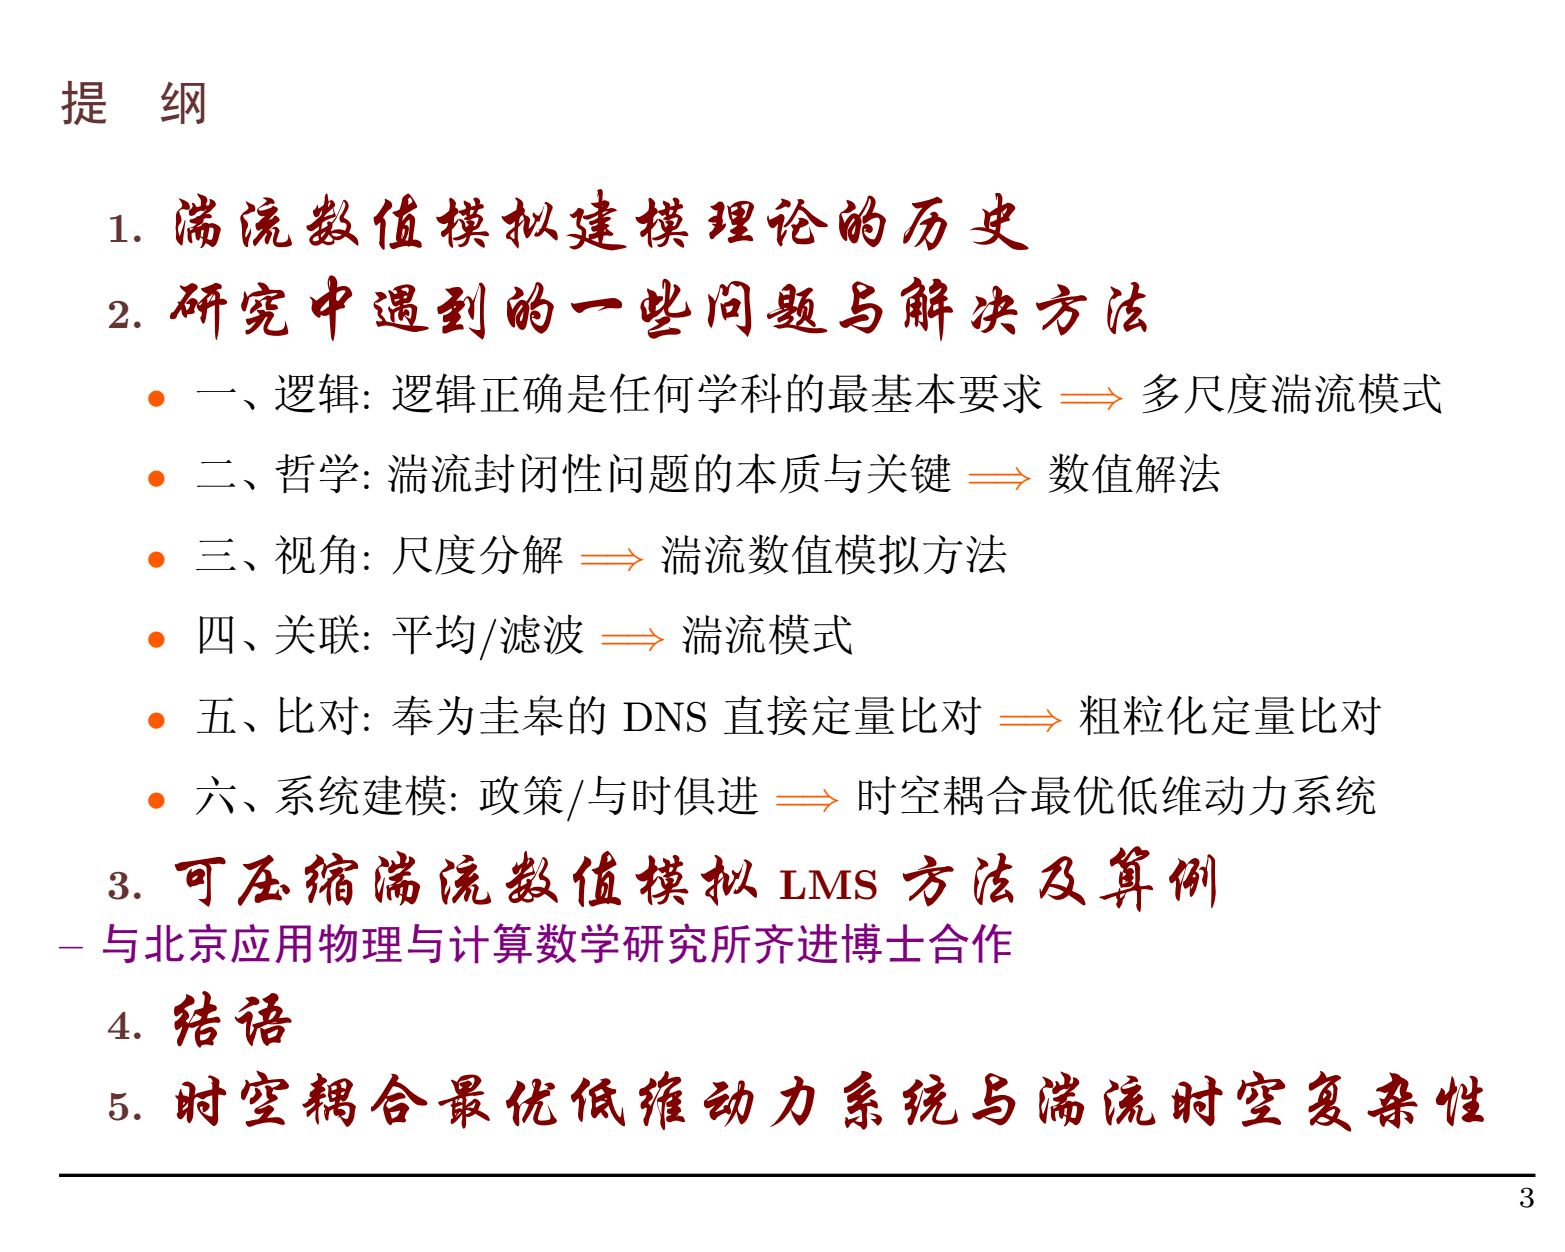 提 纲
1. 湍流数值模拟建模理论的历史
2. 研究中遇到的一些问题与解决方法
• 一、逻辑: 逻辑正确是任何学科的最基本要求 ⟹ 多尺度湍流模式
• 二、哲学: 湍流封闭性问题的本质与关键 ⟹ 数值解法
• 三、视角: 尺度分解 ⟹ 湍流数值模拟方法
• 四、关联: 平均/滤波 ⟹ 湍流模式
• 五、比对: 奉为圭皋的 DNS 直接定量比对 ⟹ 粗粒化定量比对
• 六、系统建模: 政策/与时俱进 ⟹ 时空耦合最优低维动力系统
3. 可压缩湍流数值模拟 LMS 方法及算例
– 与北京应用物理与计算数学研究所齐进博士合作
4. 结语
5. 时空耦合最优低维动力系统与湍流时空复杂性
3